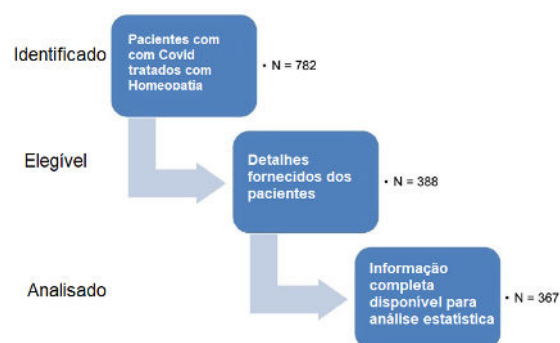 Identificado
Pacientes com
com Covid
tratados com
Homeopatia
• N = 782
Elegível
Detalhes
fornecidos dos
pacientes
• N = 388
Analisado
Informação
completa
disponível para
análise estatística
• N = 367